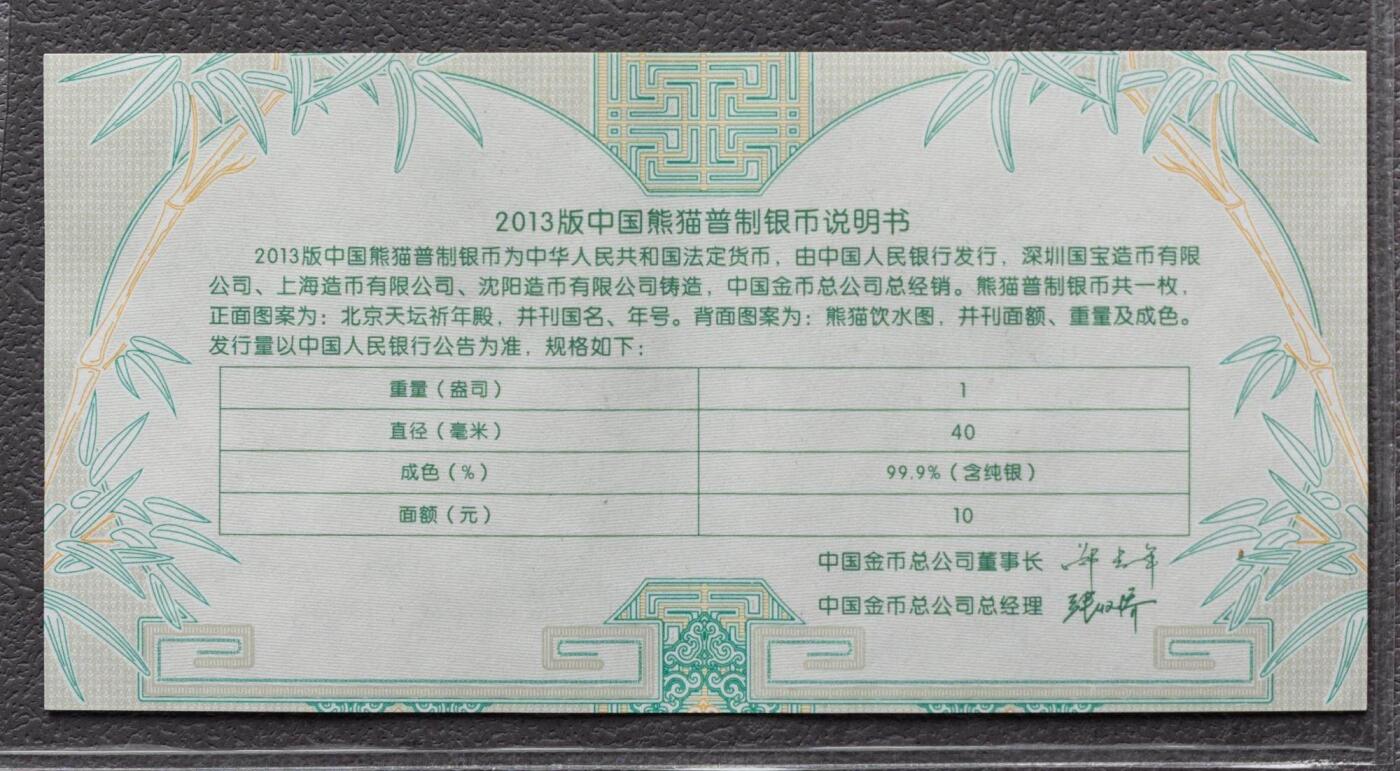 2013版中国熊猫普制银币说明书
2013版中国熊猫普制银币为中华人民共和国法定货币，由中国人民银行发行，深圳国宝造币有限
公司、上海造币有限公司、沈阳造币有限公司铸造，中国金币总公司总经销。熊猫普制银币共一枚，
正面图案为：北京天坛祈年殿，并刊国名、年号。背面图案为：熊猫饮水图，并刊面额、重量及成色。
发行量以中国人民银行公告为准，规格如下：
重量（盎司） 1
直径（毫米） 40
成色（%） 99.9%（含纯银）
面额（元） 10
中国金币总公司董事长
中国金币总公司总经理